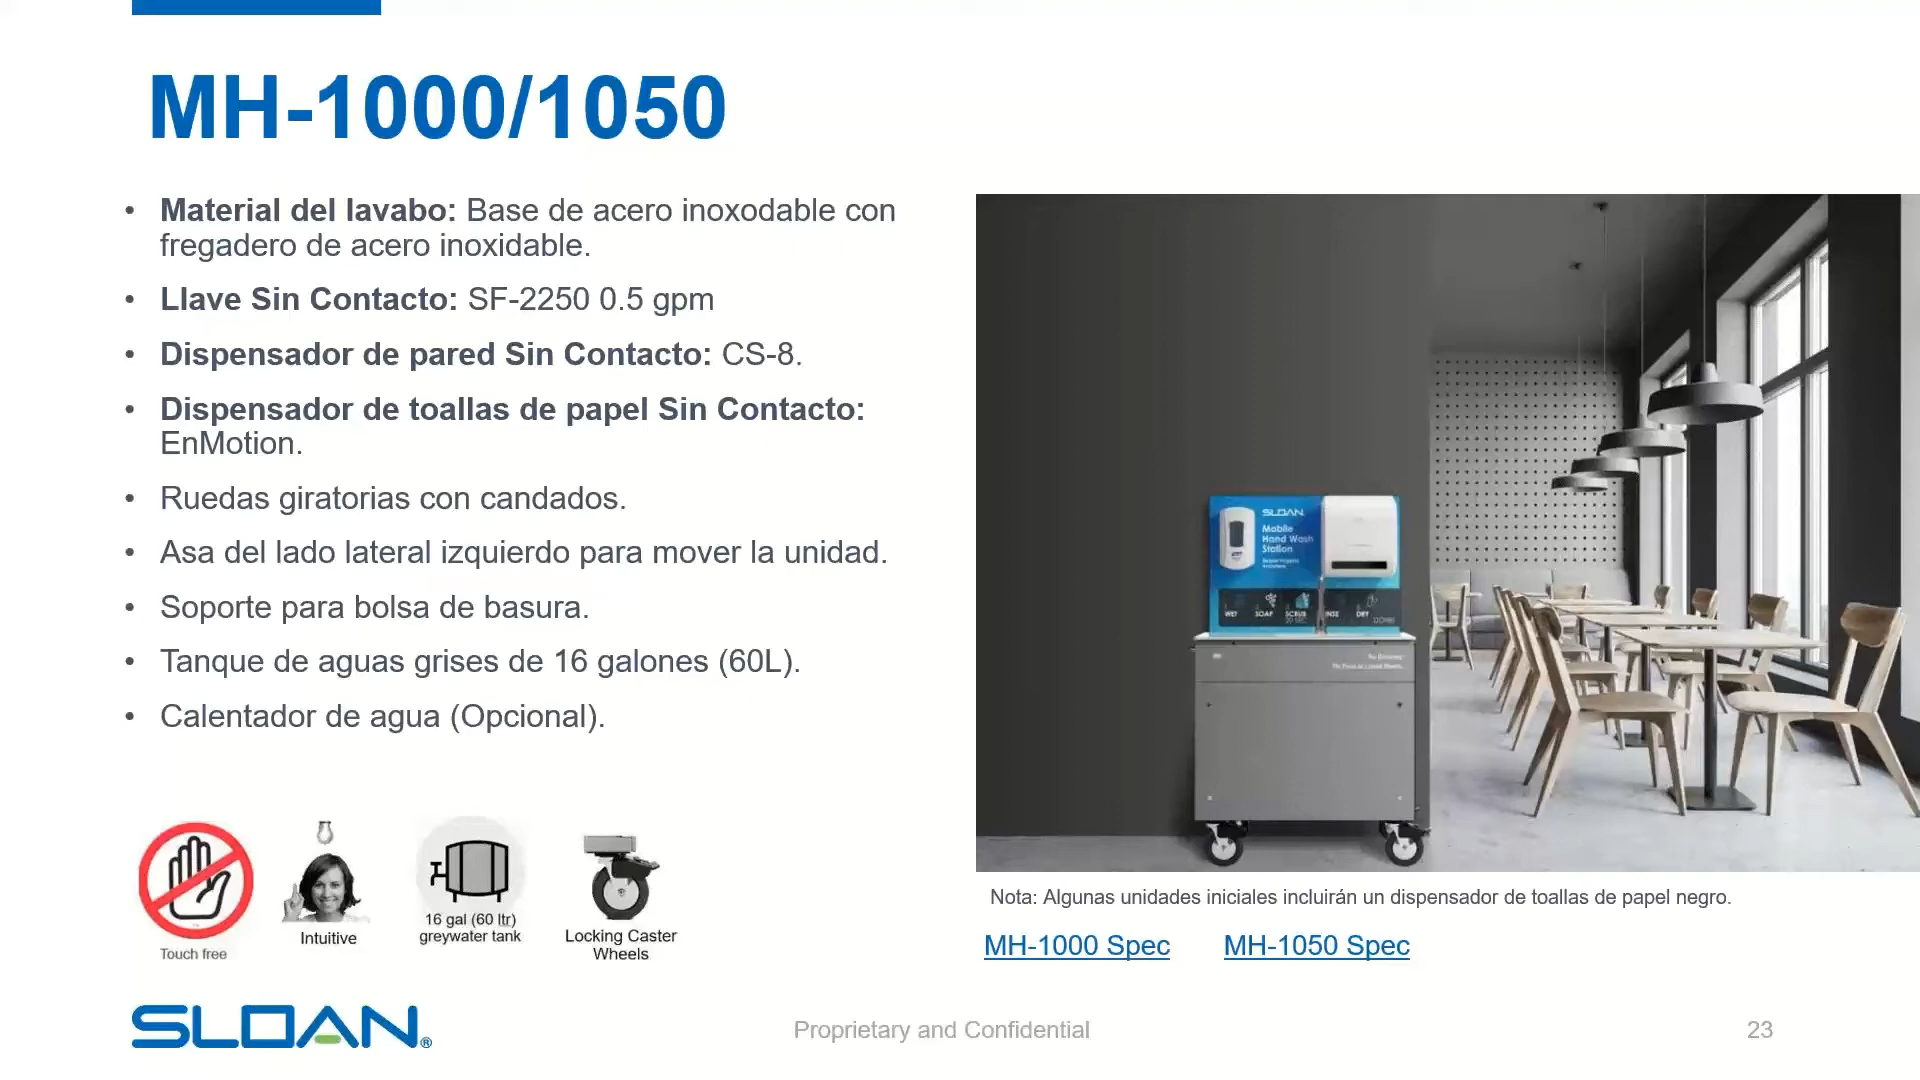 MH-1000/1050
• Material del lavabo: Base de acero inoxodable con
fregadero de acero inoxidable.
• Llave Sin Contacto: SF-2250 0.5 gpm
• Dispensador de pared Sin Contacto: CS-8.
• Dispensador de toallas de papel Sin Contacto:
EnMotion.
• Ruedas giratorias con candados.
• Asa del lado lateral izquierdo para mover la unidad.
• Soporte para bolsa de basura.
• Tanque de aguas grises de 16 galones (60L).
• Calentador de agua (Opcional).
Touch free
Intuitive
16 gal (60 ltr)
greywater tank
Locking Caster
Wheels
SLOAN
Mobile
Hand Wash
Station
WET SOAP SCRUB DRY
Nota: Algunas unidades iniciales incluirán un dispensador de toallas de papel negro.
MH-1000 Spec MH-1050 Spec
SLOAN®
Proprietary and Confidential
23